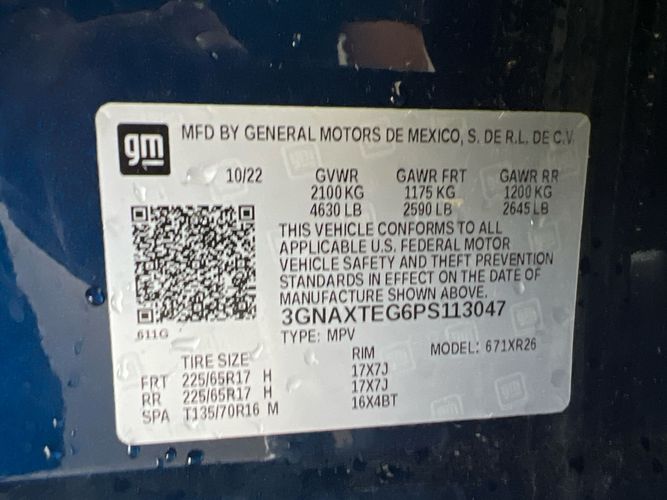 gm
MFD BY GENERAL MOTORS DE MEXICO, S. DE R.L. DE C.V.
10/22 GVWR GAWR FRT GAWR RR
2100 KG 1175 KG 1200 KG
4630 LB 2590 LB 2645 LB
THIS VEHICLE CONFORMS TO ALL
APPLICABLE U.S. FEDERAL MOTOR
VEHICLE SAFETY AND THEFT PREVENTION
STANDARDS IN EFFECT ON THE DATE OF
MANUFACTURE SHOWN ABOVE.
3GNAXTEG6PS113047
611G
TYPE: MPV MODEL: 671XR26
TIRE SIZE RIM
FRT 225/65R17 H 17X7J
RR 225/65R17 H 17X7J
SPA T135/70R16 M 16X4BT